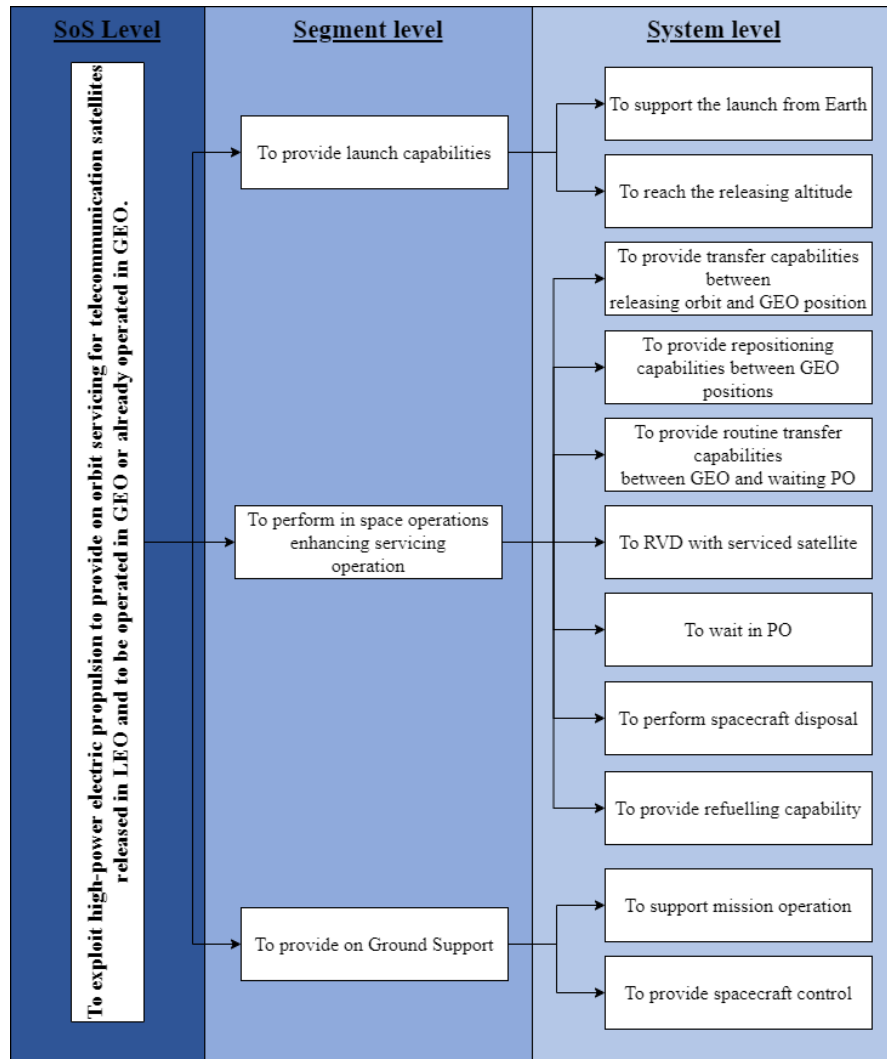 SoS Level
Segment level
System level
To exploit high-power electric propulsion to provide on orbit servicing for telecommunication satellites
released in LEO and to be operated in GEO or already operated in GEO.
To provide launch capabilities
To support the launch from Earth
To reach the releasing altitude
To perform in space operations
enhancing servicing
operation
To provide transfer capabilities
between
releasing orbit and GEO position
To provide repositioning
capabilities between GEO
positions
To provide routine transfer
capabilities
between GEO and waiting PO
To RVD with serviced satellite
To wait in PO
To perform spacecraft disposal
To provide refuelling capability
To provide on Ground Support
To support mission operation
To provide spacecraft control